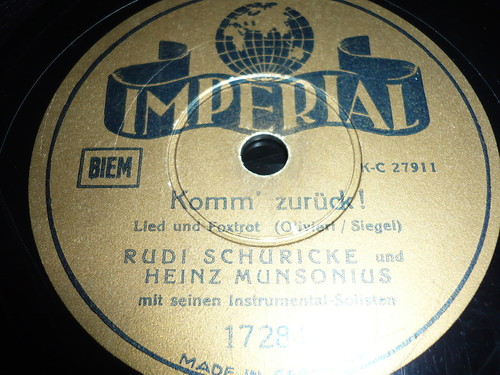 IMPERIAL
BIEM
K-C 27911
Komm' zurück!
Lied und Foxtrot (Olivieri / Siegel)
RUDI SCHURICKE und
HEINZ MUNSONIUS
mit seinen Instrumental-Solisten
MADE IN